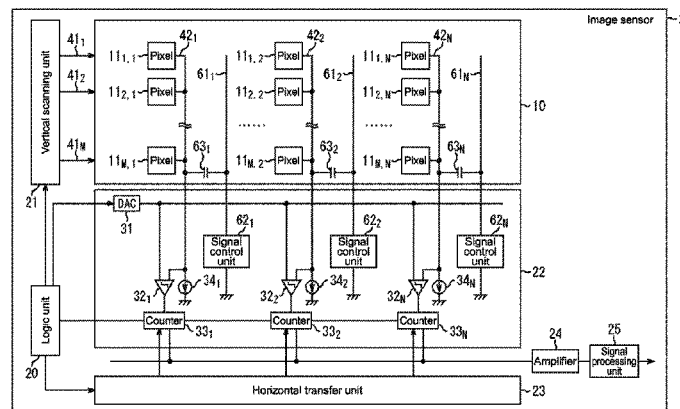 Image sensor
Vertical scanning unit
41₁
41₂
41M
21
11₁,₁ Pixel 42₁
11₁,₂ Pixel 42₂
11₁,N Pixel 42N
61₁
61₂
61N
11₂,₁ Pixel
11₂,₂ Pixel
11₂,N Pixel
10
...... ......
11M,₁ Pixel 63₁
11M,₂ Pixel 63₂
11M,N Pixel 63N
DAC
31
62₁
Signal control unit
62₂
Signal control unit
62N
Signal control unit
22
32₁ 34₁
32₂ 34₂
32N 34N
Logic unit
20
Counter 33₁
Counter 33₂
Counter 33N
24
Amplifier
25
Signal processing unit
Horizontal transfer unit
23